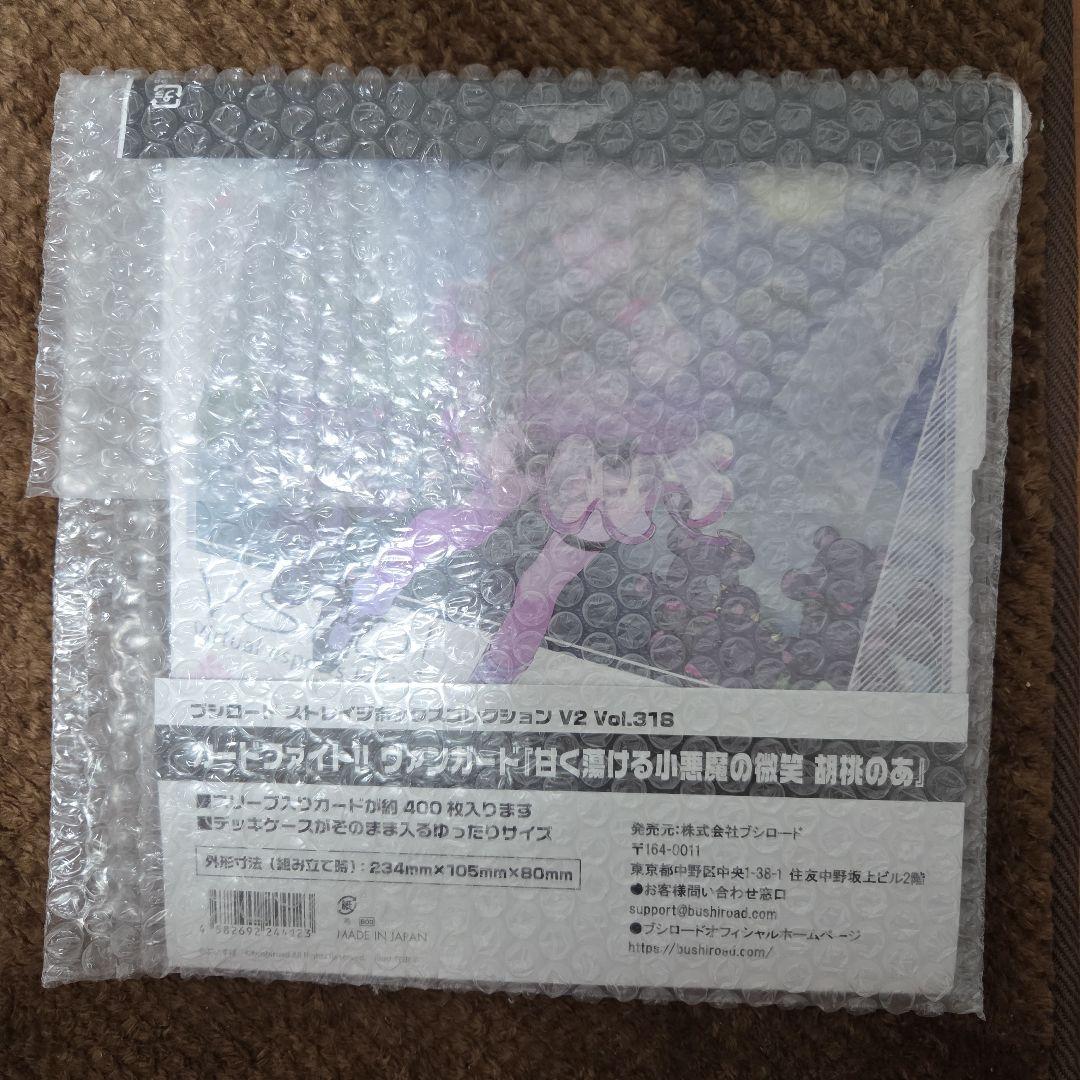 ブシロード ストレイジボックスコレクション V2 Vol.316
カードファイト!! ヴァンガード『甘く蕩ける小悪魔の微笑 胡桃のあ』
■スリーブ入りカードが約 400 枚入ります
■デッキケースがそのまま入るゆったりサイズ
外形寸法（組み立て時）：234mm×105mm×80mm
発売元：株式会社ブシロード
〒164-0011
東京都中野区中央1-38-1 住友中野坂上ビル2階
●お客様問い合わせ窓口
support@bushiroad.com
●ブシロードオフィシャルホームページ
https://bushiroad.com/
MADE IN JAPAN